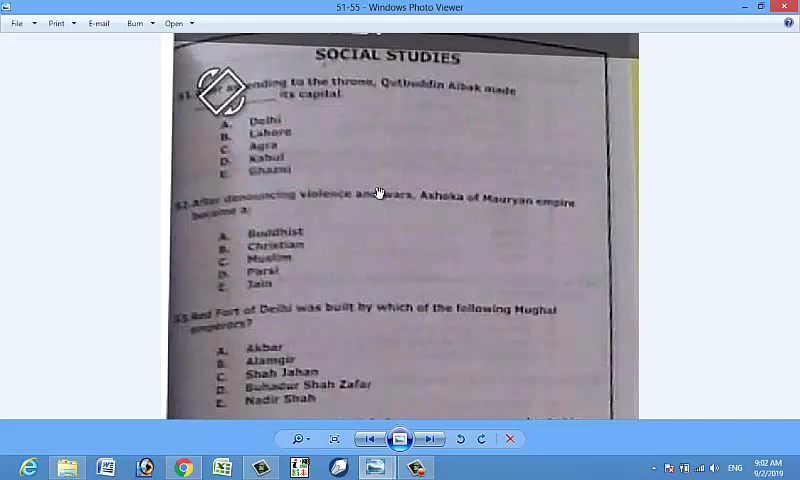 51-55 - Windows Photo Viewer
File Print E-mail Burn Open
SOCIAL STUDIES
51. ending to the throne, Qutbuddin Aibak made
its capital.
A. Delhi
B. Lahore
C. Agra
D. Kabul
E. Ghazni
52. After denouncing violence and wars, Ashoka of Mauryan empire
became a:
A. Buddhist
B. Christian
C. Muslim
D. Parsi
E. Jain
53. Red Fort of Delhi was built by which of the following Mughal
emperors?
A. Akbar
B. Alamgir
C. Shah Jahan
D. Buhadur Shah Zafar
E. Nadir Shah
ENG
9:02 AM
9/2/2019